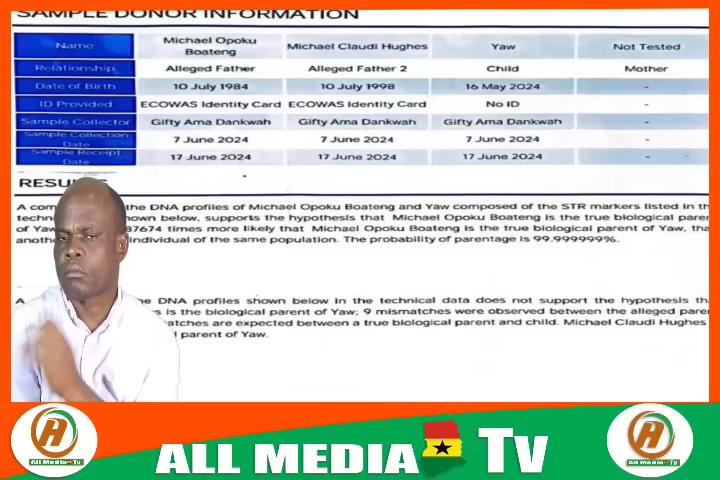 SAMPLE DONOR INFORMATION
Name Michael Opoku Boateng Michael Claudi Hughes Yaw Not Tested
Relationship Alleged Father Alleged Father 2 Child Mother
Date of Birth 10 July 1984 10 July 1998 16 May 2024 -
ID Provided ECOWAS Identity Card ECOWAS Identity Card No ID -
Sample Collector Gifty Ama Dankwah Gifty Ama Dankwah Gifty Ama Dankwah -
Sample Collection Date 7 June 2024 7 June 2024 7 June 2024 -
Sample Receipt Date 17 June 2024 17 June 2024 17 June 2024 -
RESU
A com the DNA profiles of Michael Opoku Boateng and Yaw composed of the STR markers listed in the
techni hown below, supports the hypothesis that Michael Opoku Boateng is the true biological paren
of Yaw 87674 times more likely that Michael Opoku Boateng is the true biological parent of Yaw, tha
anoth individual of the same population. The probability of parentage is 99.999999%.
A he DNA profiles shown below in the technical data does not support the hypothesis th
s is the biological parent of Yaw; 9 mismatches were observed between the alleged paren
atches are expected between a true biological parent and child. Michael Claudi Hughes
l parent of Yaw.
All Media Tv
ALL MEDIA Tv
All Media Tv